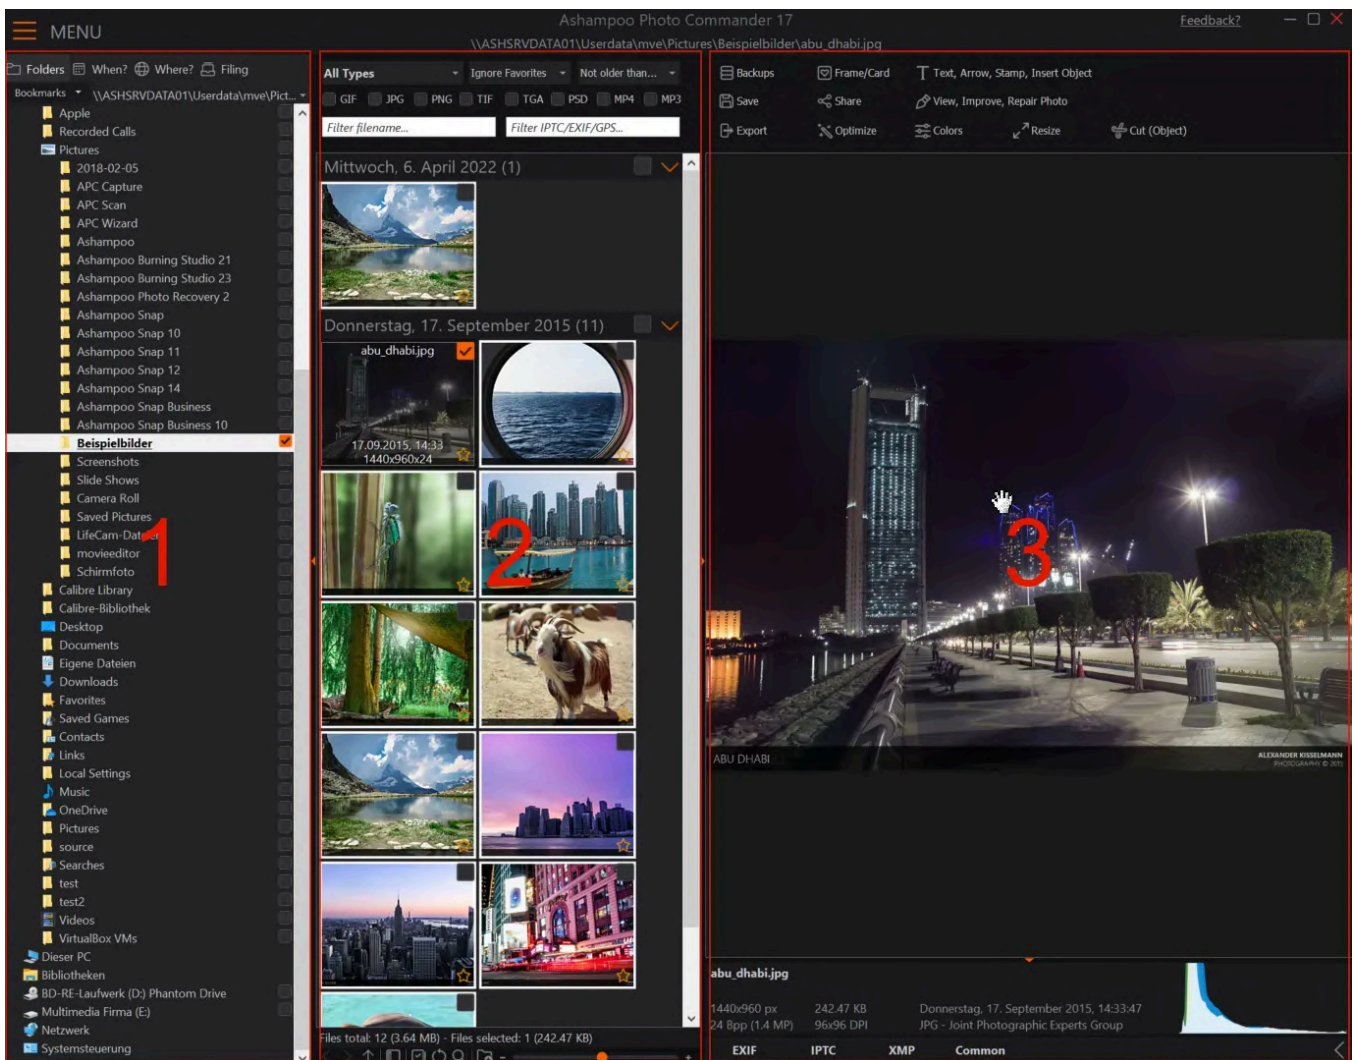 MENU
Ashampoo Photo Commander 17
Feedback?
\\ASHSRVDATA01\Userdata\mve\Pictures\Beispielbilder\abu_dhabi.jpg
Folders When? Where? Filing
Bookmarks \\ASHSRVDATA01\Userdata\mve\Pict...
Apple
Recorded Calls
Pictures
2018-02-05
APC Capture
APC Scan
APC Wizard
Ashampoo
Ashampoo Burning Studio 21
Ashampoo Burning Studio 23
Ashampoo Photo Recovery 2
Ashampoo Snap
Ashampoo Snap 10
Ashampoo Snap 11
Ashampoo Snap 12
Ashampoo Snap 14
Ashampoo Snap Business
Ashampoo Snap Business 10
Beispielbilder
Screenshots
Slide Shows
Camera Roll
Saved Pictures
LifeCam-Dateien
movieeditor
Schirmfoto
Calibre Library
Calibre-Bibliothek
Desktop
Documents
Eigene Dateien
Downloads
Favorites
Saved Games
Contacts
Links
Local Settings
Music
OneDrive
Pictures
source
Searches
test
test2
Videos
VirtualBox VMs
Dieser PC
Bibliotheken
BD-RE-Laufwerk (D:) Phantom Drive
Multimedia Firma (E:)
Netzwerk
Systemsteuerung
1
All Types Ignore Favorites Not older than...
GIF JPG PNG TIF TGA PSD MP4 MP3
Filter filename... Filter IPTC/EXIF/GPS...
Mittwoch, 6. April 2022 (1)
Donnerstag, 17. September 2015 (11)
abu_dhabi.jpg
17.09.2015, 14:33
1440x960x24
2
Files total: 12 (3.64 MB) - Files selected: 1 (242.47 KB)
Backups Frame/Card Text, Arrow, Stamp, Insert Object
Save Share View, Improve, Repair Photo
Export Optimize Colors Resize Cut (Object)
3
ABU DHABI
ALEXANDER KISSELMANN
PHOTOGRAPHY © 2015
abu_dhabi.jpg
1440x960 px 242.47 KB Donnerstag, 17. September 2015, 14:33:47
24 Bpp (1.4 MP) 96x96 DPI JPG - Joint Photographic Experts Group
EXIF IPTC XMP Common